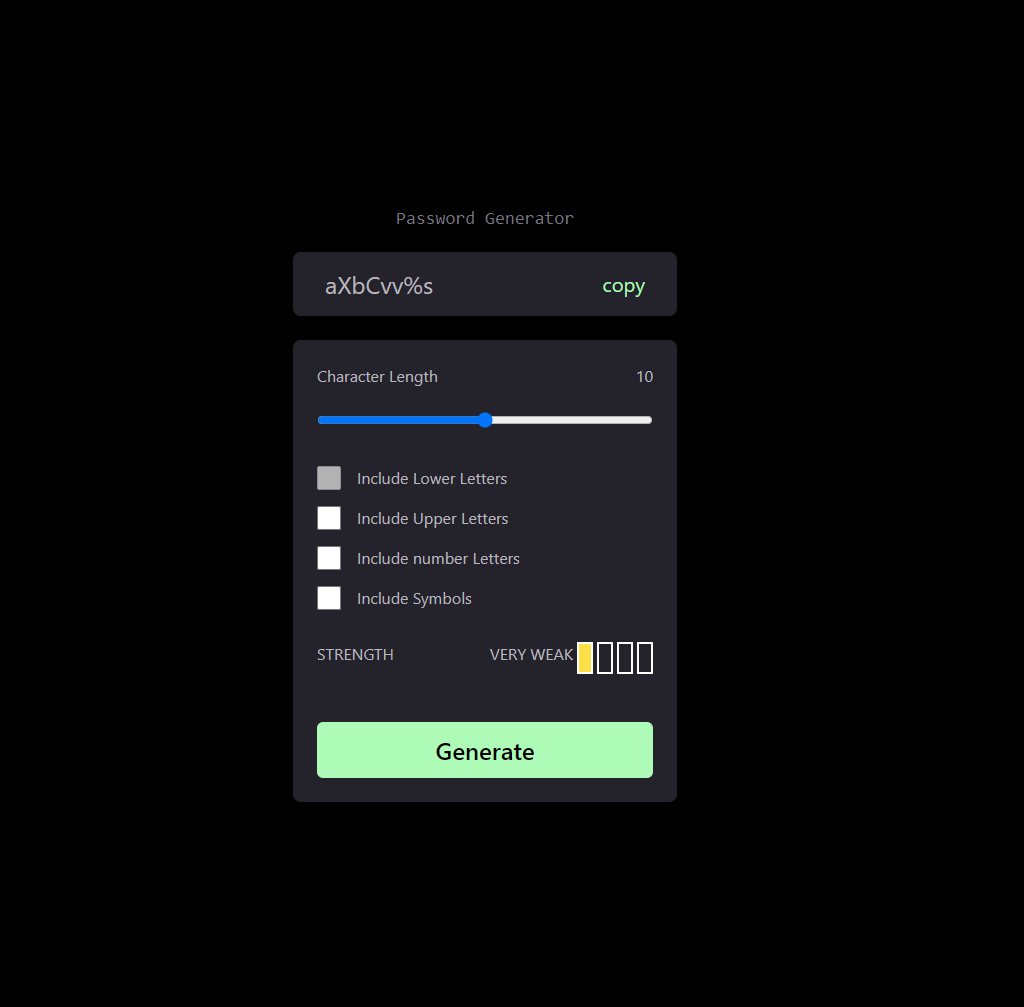 Password Generator
aXbCvv%s copy
Character Length 10
Include Lower Letters
Include Upper Letters
Include number Letters
Include Symbols
STRENGTH VERY WEAK
Generate